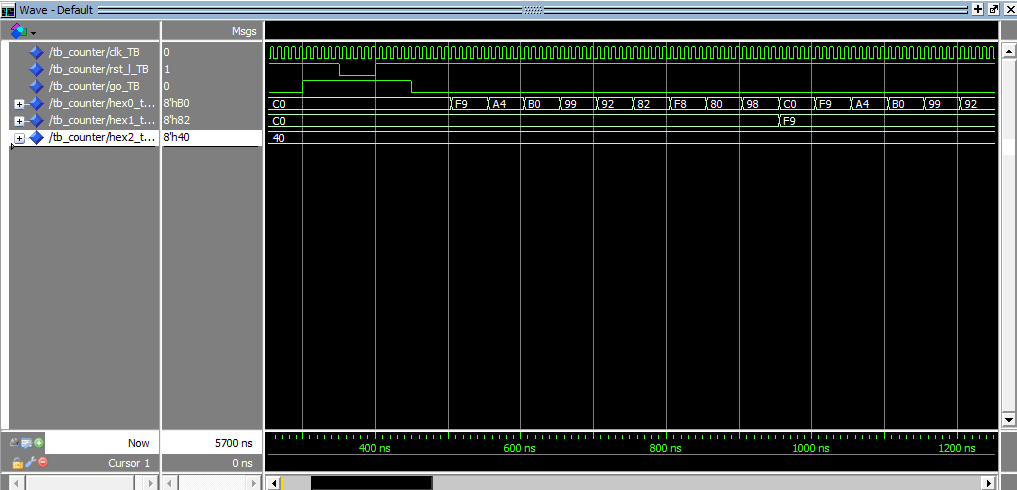 Wave - Default
Msgs
/tb_counter/clk_TB 0
/tb_counter/rst_l_TB 1
/tb_counter/go_TB 0
/tb_counter/hex0_t... 8'hB0 C0 F9 A4 B0 99 92 82 F8 80 98 C0 F9 A4 B0 99 92
/tb_counter/hex1_t... 8'h82 C0 F9
/tb_counter/hex2_t... 8'h40 40
Now 5700 ns 400 ns 600 ns 800 ns 1000 ns 1200 ns
Cursor 1 0 ns